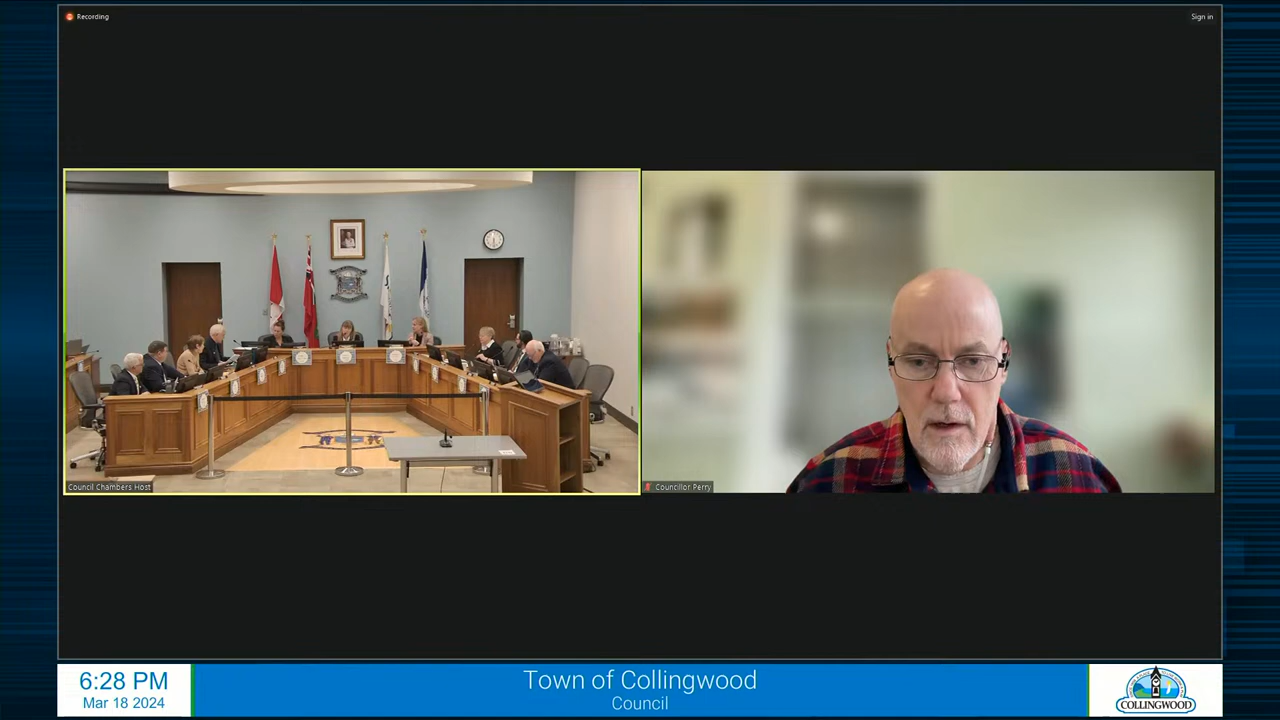 Recording
Sign in
Council Chambers Host
Councillor Perry
6:28 PM
Mar 18 2024
Town of Collingwood
Council
COLLINGWOOD